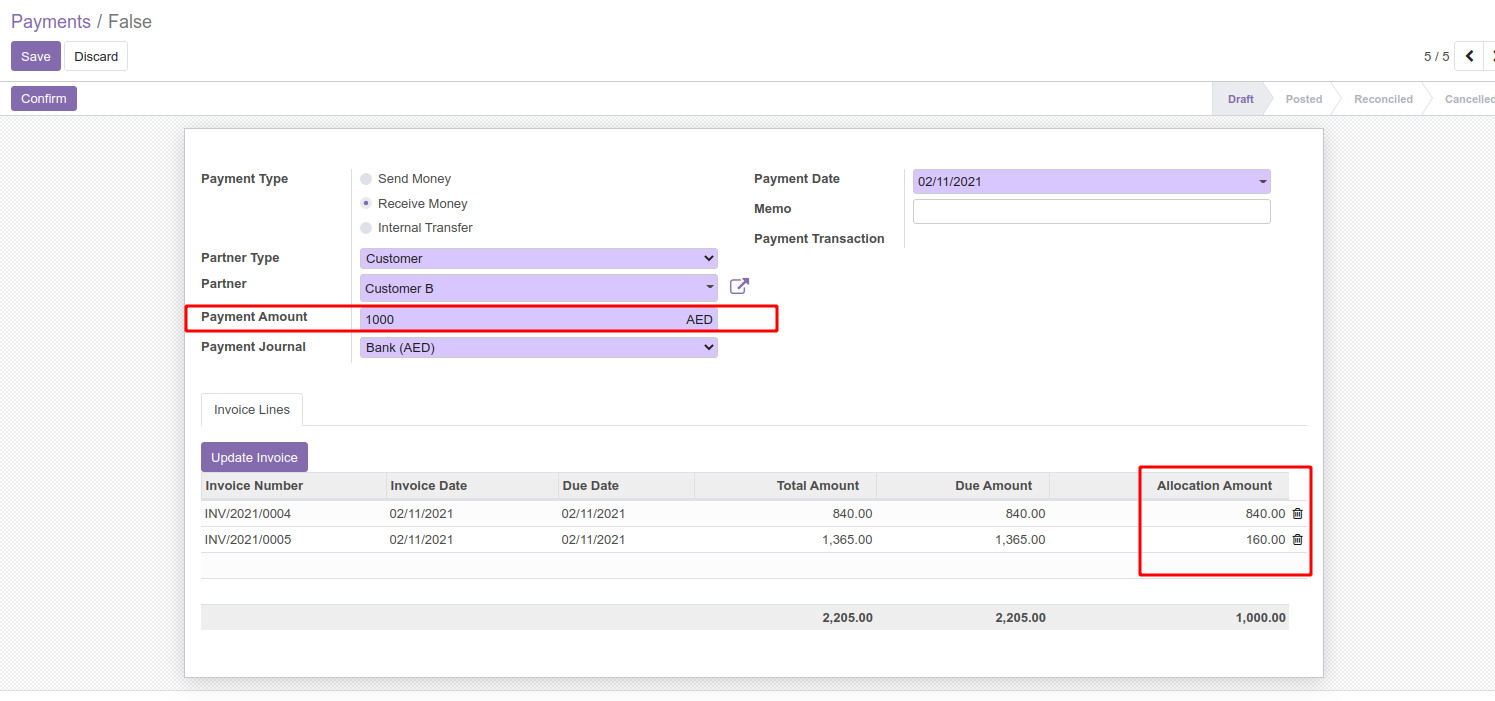 Payments / False
Save Discard 5 / 5
Confirm Draft Posted Reconciled Cancelled
Payment Type Send Money Payment Date 02/11/2021
Receive Money Memo
Internal Transfer Payment Transaction
Partner Type Customer
Partner Customer B
Payment Amount 1000 AED
Payment Journal Bank (AED)
Invoice Lines
Update Invoice
Invoice Number Invoice Date Due Date Total Amount Due Amount Allocation Amount
INV/2021/0004 02/11/2021 02/11/2021 840.00 840.00 840.00
INV/2021/0005 02/11/2021 02/11/2021 1,365.00 1,365.00 160.00
2,205.00 2,205.00 1,000.00